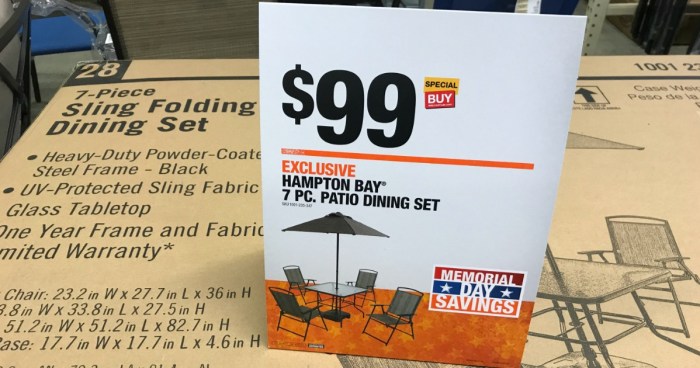 28
7-Piece
Sling Folding
Dining Set
• Heavy-Duty Powder-Coate
Steel Frame - Black
• UV-Protected Sling Fabric
Glass Tabletop
One Year Frame and Fabric
imited Warranty*
Chair: 23.2 in W x 27.7 in L x 36 in H
3.8 in W x 33.8 in L x 27.5 in H
51.2 in W x 51.2 in L x 82.7 in H
ase: 17.7 in W x 17.7 in L x 4.6 in H
$99
SPECIAL
BUY
EXCLUSIVE
HAMPTON BAY®
7 PC. PATIO DINING SET
MEMORIAL
DAY
SAVINGS
1001 23
Case Weig
Peso de la